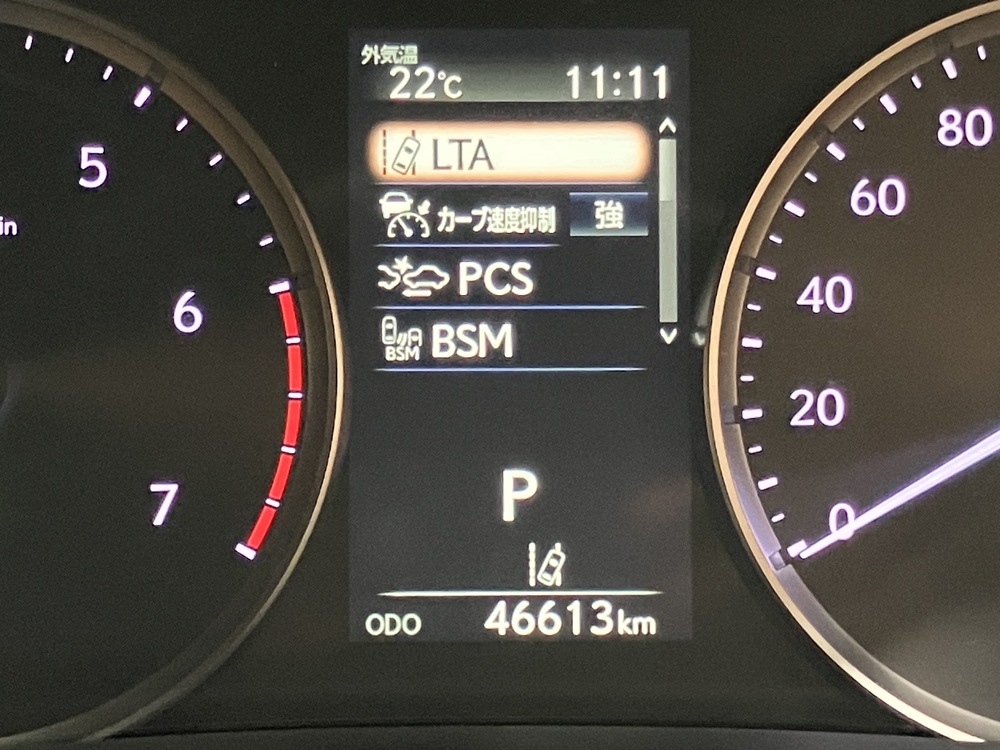 外気温
22℃ 11:11
LTA
カーブ速度抑制 強
PCS
BSM BSM
P
ODO 46613km
5
in
6
7
80
60
40
20
0